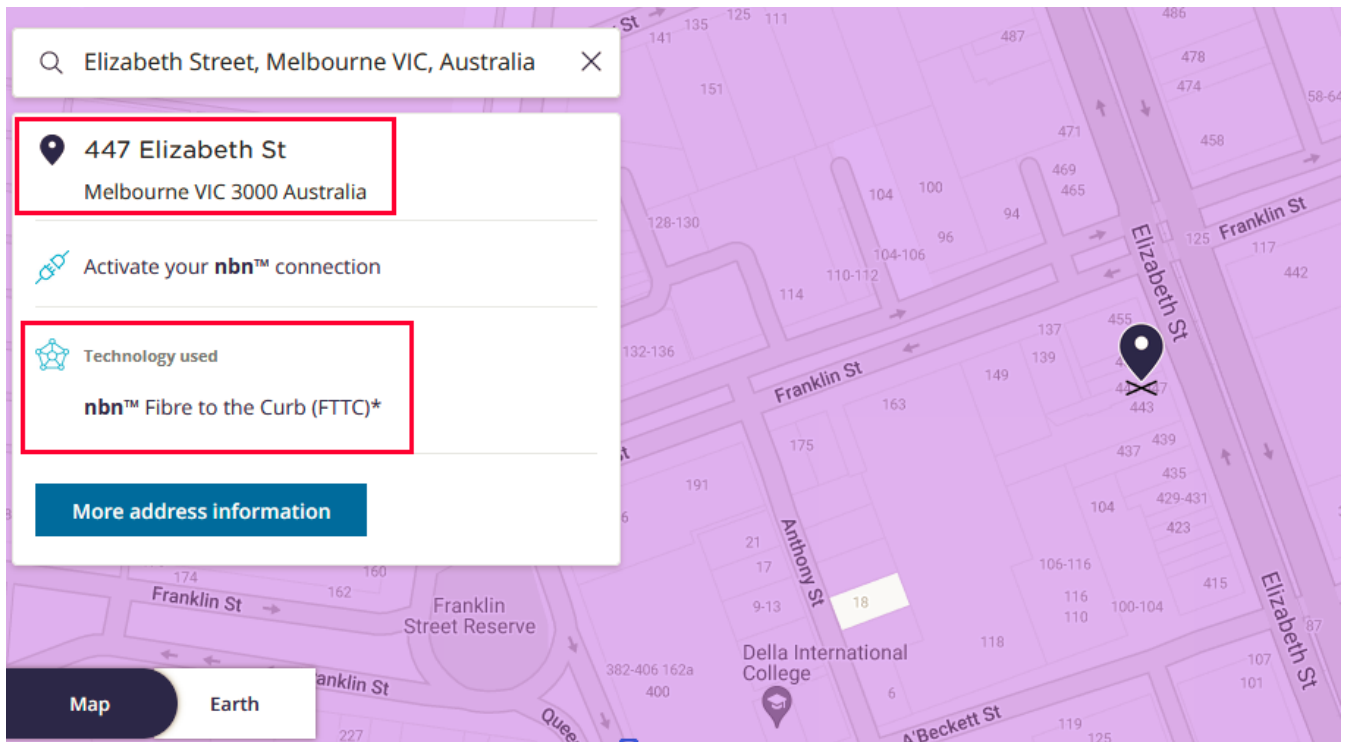 Elizabeth Street, Melbourne VIC, Australia
447 Elizabeth St
Melbourne VIC 3000 Australia
Activate your nbn™ connection
Technology used
nbn™ Fibre to the Curb (FTTC)*
More address information
Map
Earth
St
141
135
125
111
151
487
486
478
474
58-64
471
458
469
465
104
100
94
128-130
96
104-106
110-112
114
125
Franklin St
117
442
Elizabeth St
132-136
137
139
149
455
443
Franklin St
163
175
437
439
435
429-431
104
423
191
Anthony St
21
17
9-13
18
106-116
116
110
100-104
415
Elizabeth St
87
107
101
118
174
160
162
Franklin St
Franklin
Street Reserve
382-406
162a
400
Della International
College
6
A'Beckett St
119
125
anklin St
227
Quee